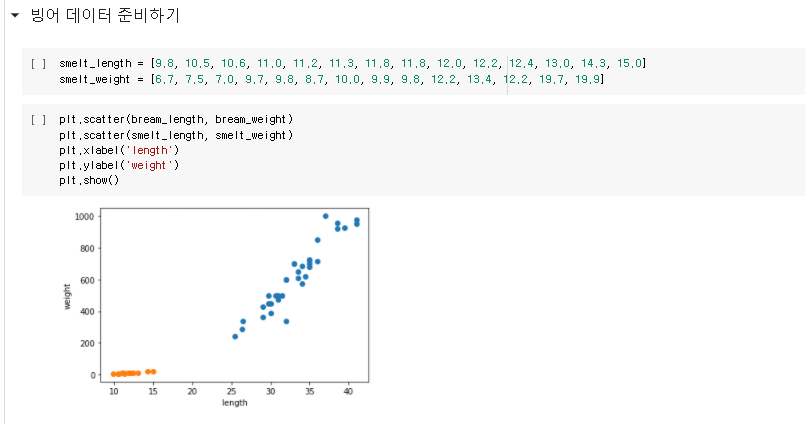 빙어 데이터 준비하기
[ ] smelt_length = [9.8, 10.5, 10.6, 11.0, 11.2, 11.3, 11.8, 11.8, 12.0, 12.2, 12.4, 13.0, 14.3, 15.0]
smelt_weight = [6.7, 7.5, 7.0, 9.7, 9.8, 8.7, 10.0, 9.9, 9.8, 12.2, 13.4, 12.2, 19.7, 19.9]
[ ] plt.scatter(bream_length, bream_weight)
plt.scatter(smelt_length, smelt_weight)
plt.xlabel('length')
plt.ylabel('weight')
plt.show()
1000
800
600
400
200
0
weight
10 15 20 25 30 35 40
length